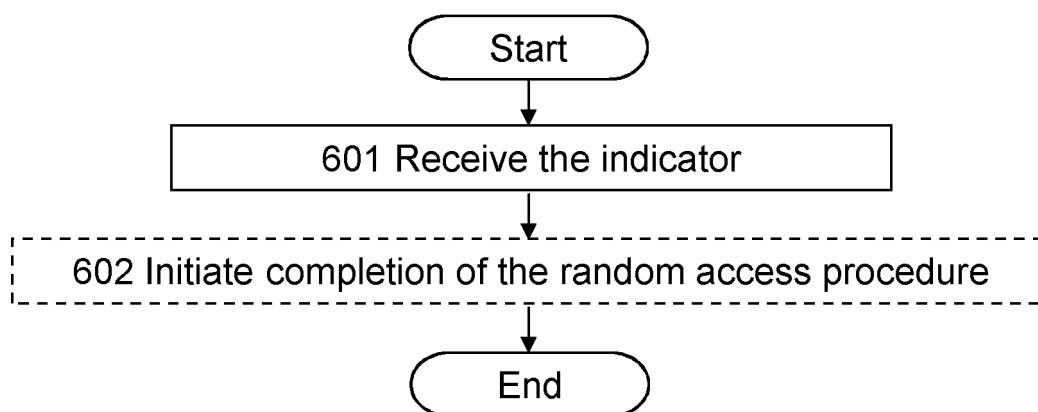 Start
601 Receive the indicator
602 Initiate completion of the random access procedure
End